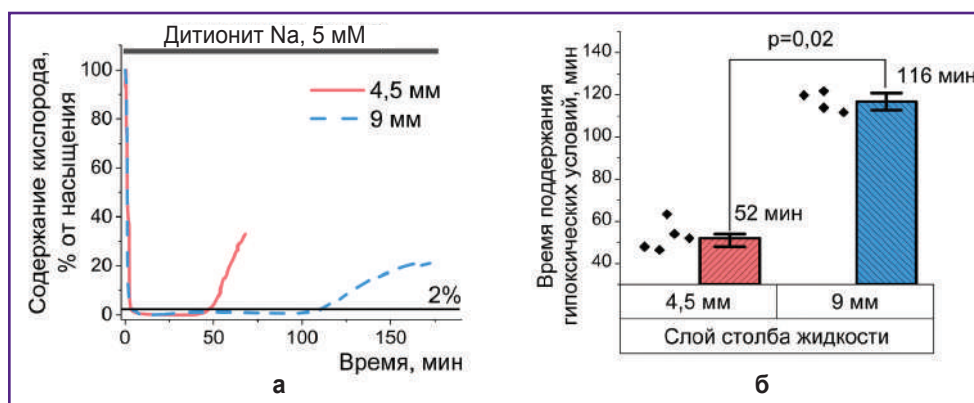 Дитионит Na, 5 мМ
Содержание кислорода,
% от насыщения
100
80
60
40
20
0
4,5 мм
9 мм
2%
0
50
100
150
Время, мин
а
Время поддержания
гипоксических условий, мин
140
120
100
80
60
40
p=0,02
116 мин
52 мин
4,5 мм
9 мм
Слой столба жидкости
б